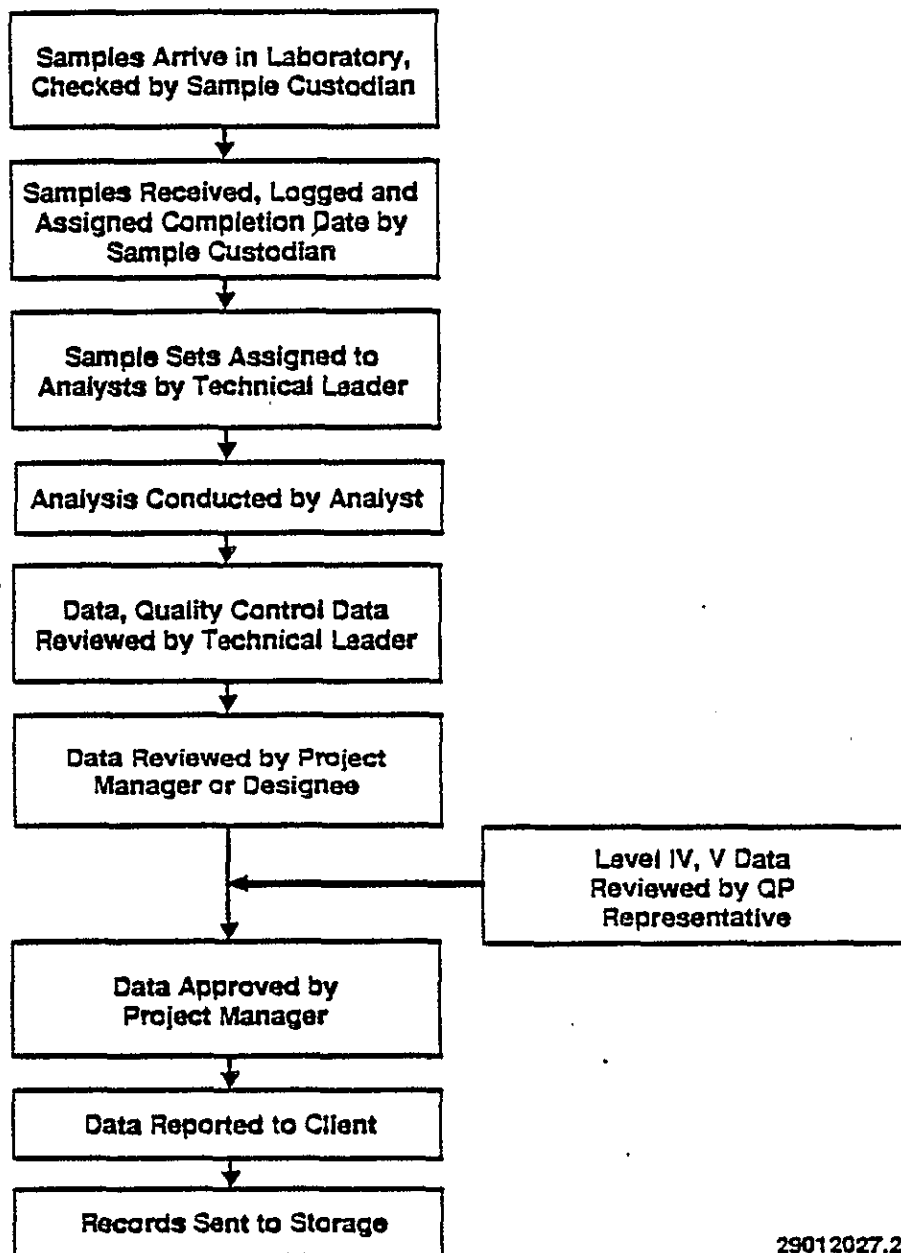 Samples Arrive in Laboratory,
Checked by Sample Custodian
Samples Received, Logged and
Assigned Completion Date by
Sample Custodian
Sample Sets Assigned to
Analysts by Technical Leader
Analysis Conducted by Analyst
Data, Quality Control Data
Reviewed by Technical Leader
Data Reviewed by Project
Manager or Designee
Level IV, V Data
Reviewed by QP
Representative
Data Approved by
Project Manager
Data Reported to Client
Records Sent to Storage
29012027.2